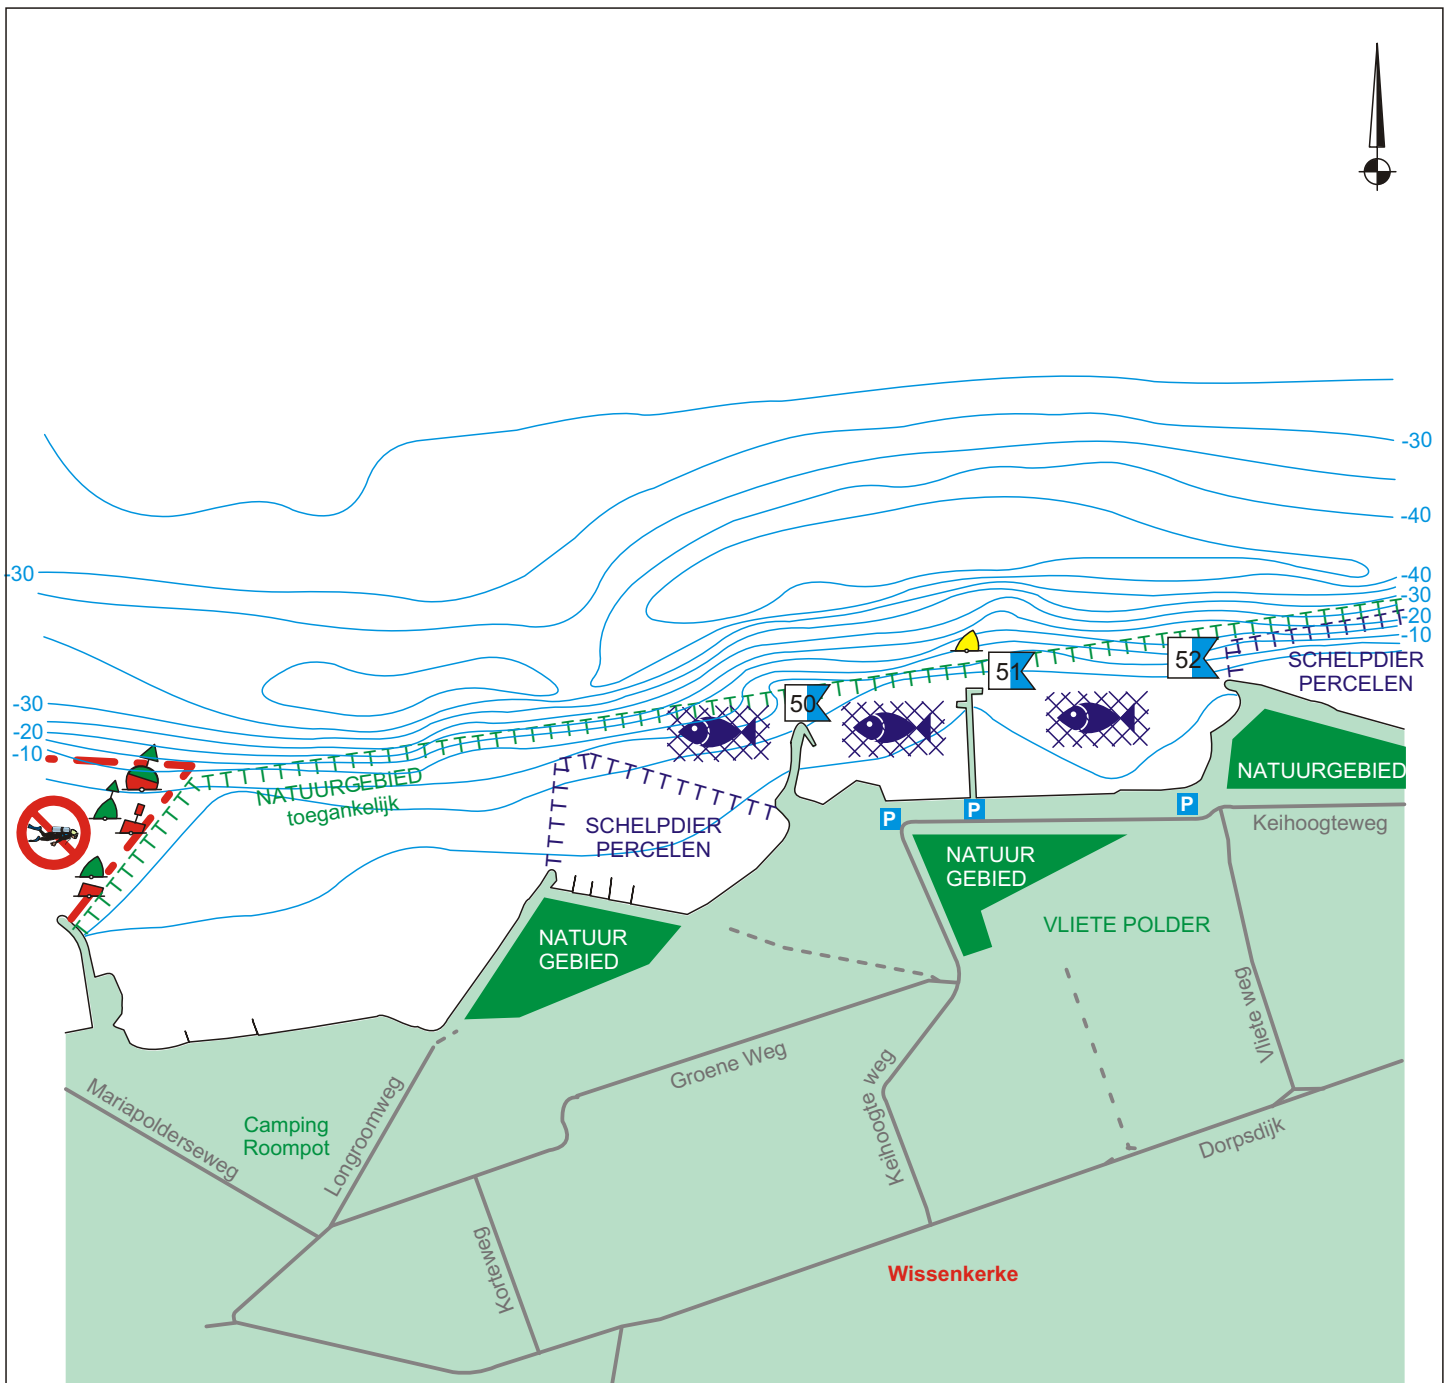 -30
-40
-30
-40
-30
-20
-10
52
SCHELPDIER
PERCELEN
51
50
-30
-20
-10
NATUURGEBIED
toegankelijk
NATUURGEBIED
P
P
P
Keihoogteweg
SCHELPDIER
PERCELEN
NATUUR
GEBIED
VLIETE POLDER
NATUUR
GEBIED
Vliete weg
Groene Weg
Keihoogte weg
Mariapolderseweg
Longroomweg
Camping
Roompot
Dorpsdijk
Korteweg
Wissenkerke